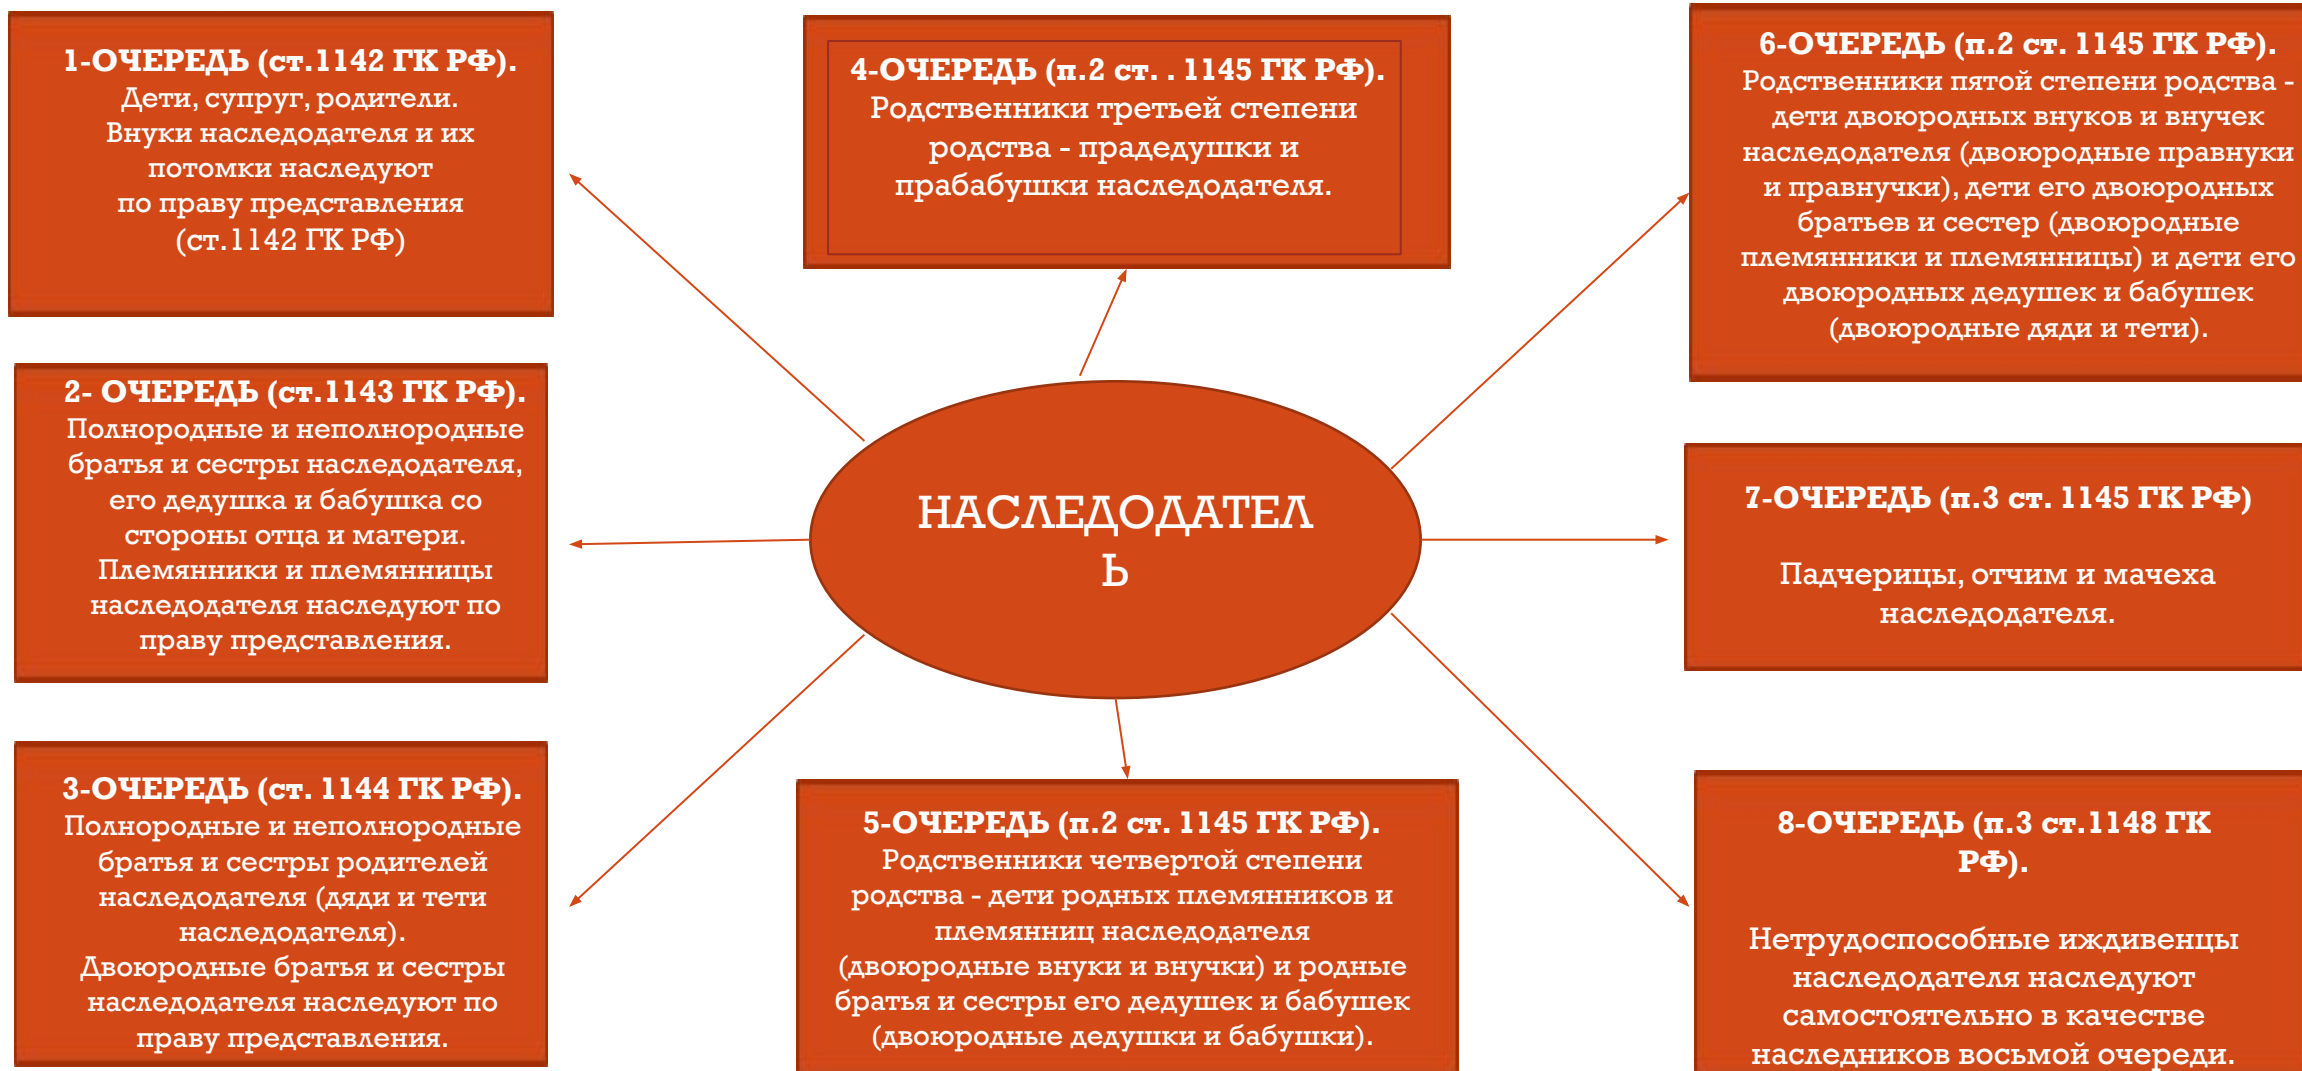 1-ОЧЕРЕДЬ (ст.1142 ГК РФ).
Дети, супруг, родители.
Внуки наследодателя и их
потомки наследуют
по праву представления
(ст.1142 ГК РФ)
2- ОЧЕРЕДЬ (ст.1143 ГК РФ).
Полнородные и неполнородные
братья и сестры наследодателя,
его дедушка и бабушка со
стороны отца и матери.
Племянники и племянницы
наследодателя наследуют по
праву представления.
3-ОЧЕРЕДЬ (ст. 1144 ГК РФ).
Полнородные и неполнородные
братья и сестры родителей
наследодателя (дяди и тети
наследодателя).
Двоюродные братья и сестры
наследодателя наследуют по
праву представления.
4-ОЧЕРЕДЬ (п.2 ст. . 1145 ГК РФ).
Родственники третьей степени
родства - прадедушки и
прабабушки наследодателя.
НАСЛЕДОДАТЕЛ
Ь
5-ОЧЕРЕДЬ (п.2 ст. 1145 ГК РФ).
Родственники четвертой степени
родства - дети родных племянников и
племянниц наследодателя
(двоюродные внуки и внучки) и родные
братья и сестры его дедушек и бабушек
(двоюродные дедушки и бабушки).
6-ОЧЕРЕДЬ (п.2 ст. 1145 ГК РФ).
Родственники пятой степени родства -
дети двоюродных внуков и внучек
наследодателя (двоюродные правнуки
и правнучки), дети его двоюродных
братьев и сестер (двоюродные
племянники и племянницы) и дети его
двоюродных дедушек и бабушек
(двоюродные дяди и тети).
7-ОЧЕРЕДЬ (п.3 ст. 1145 ГК РФ)
Падчерицы, отчим и мачеха
наследодателя.
8-ОЧЕРЕДЬ (п.3 ст.1148 ГК
РФ).
Нетрудоспособные иждивенцы
наследодателя наследуют
самостоятельно в качестве
наследников восьмой очереди.